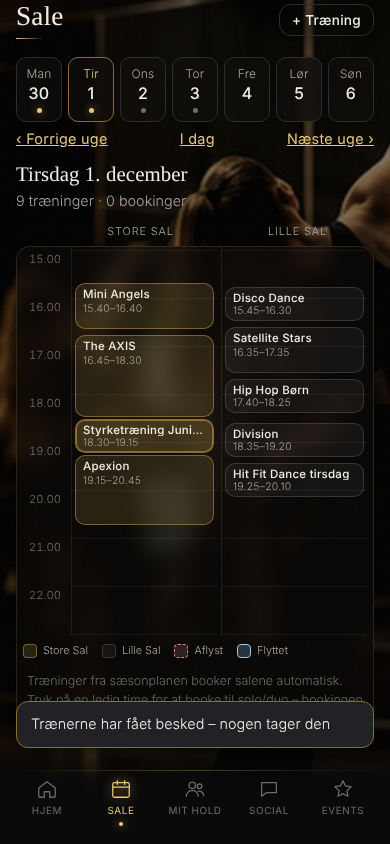 Sale
+ Træning
Man Tir Ons Tor Fre Lør Søn
30 1 2 3 4 5 6
‹ Forrige uge I dag Næste uge ›
Tirsdag 1. december
9 træninger · 0 bookinger
STORE SAL LILLE SAL
15.00
Mini Angels
15.40–16.40
Disco Dance
15.45–16.30
16.00
Satellite Stars
16.35–17.35
The AXIS
16.45–18.30
17.00
Hip Hop Børn
17.40–18.25
18.00
Styrketræning Juni...
18.30–19.15
Division
18.35–19.20
19.00
Apexion
19.15–20.45
Hit Fit Dance tirsdag
19.25–20.10
20.00
21.00
22.00
Store Sal Lille Sal Aflyst Flyttet
Træninger fra sæsonplanen booker salene automatisk.
Tryk på en ledig time for at booke til solo/duo – bookingen
Trænerne har fået besked – nogen tager den
HJEM SALE MIT HOLD SOCIAL EVENTS